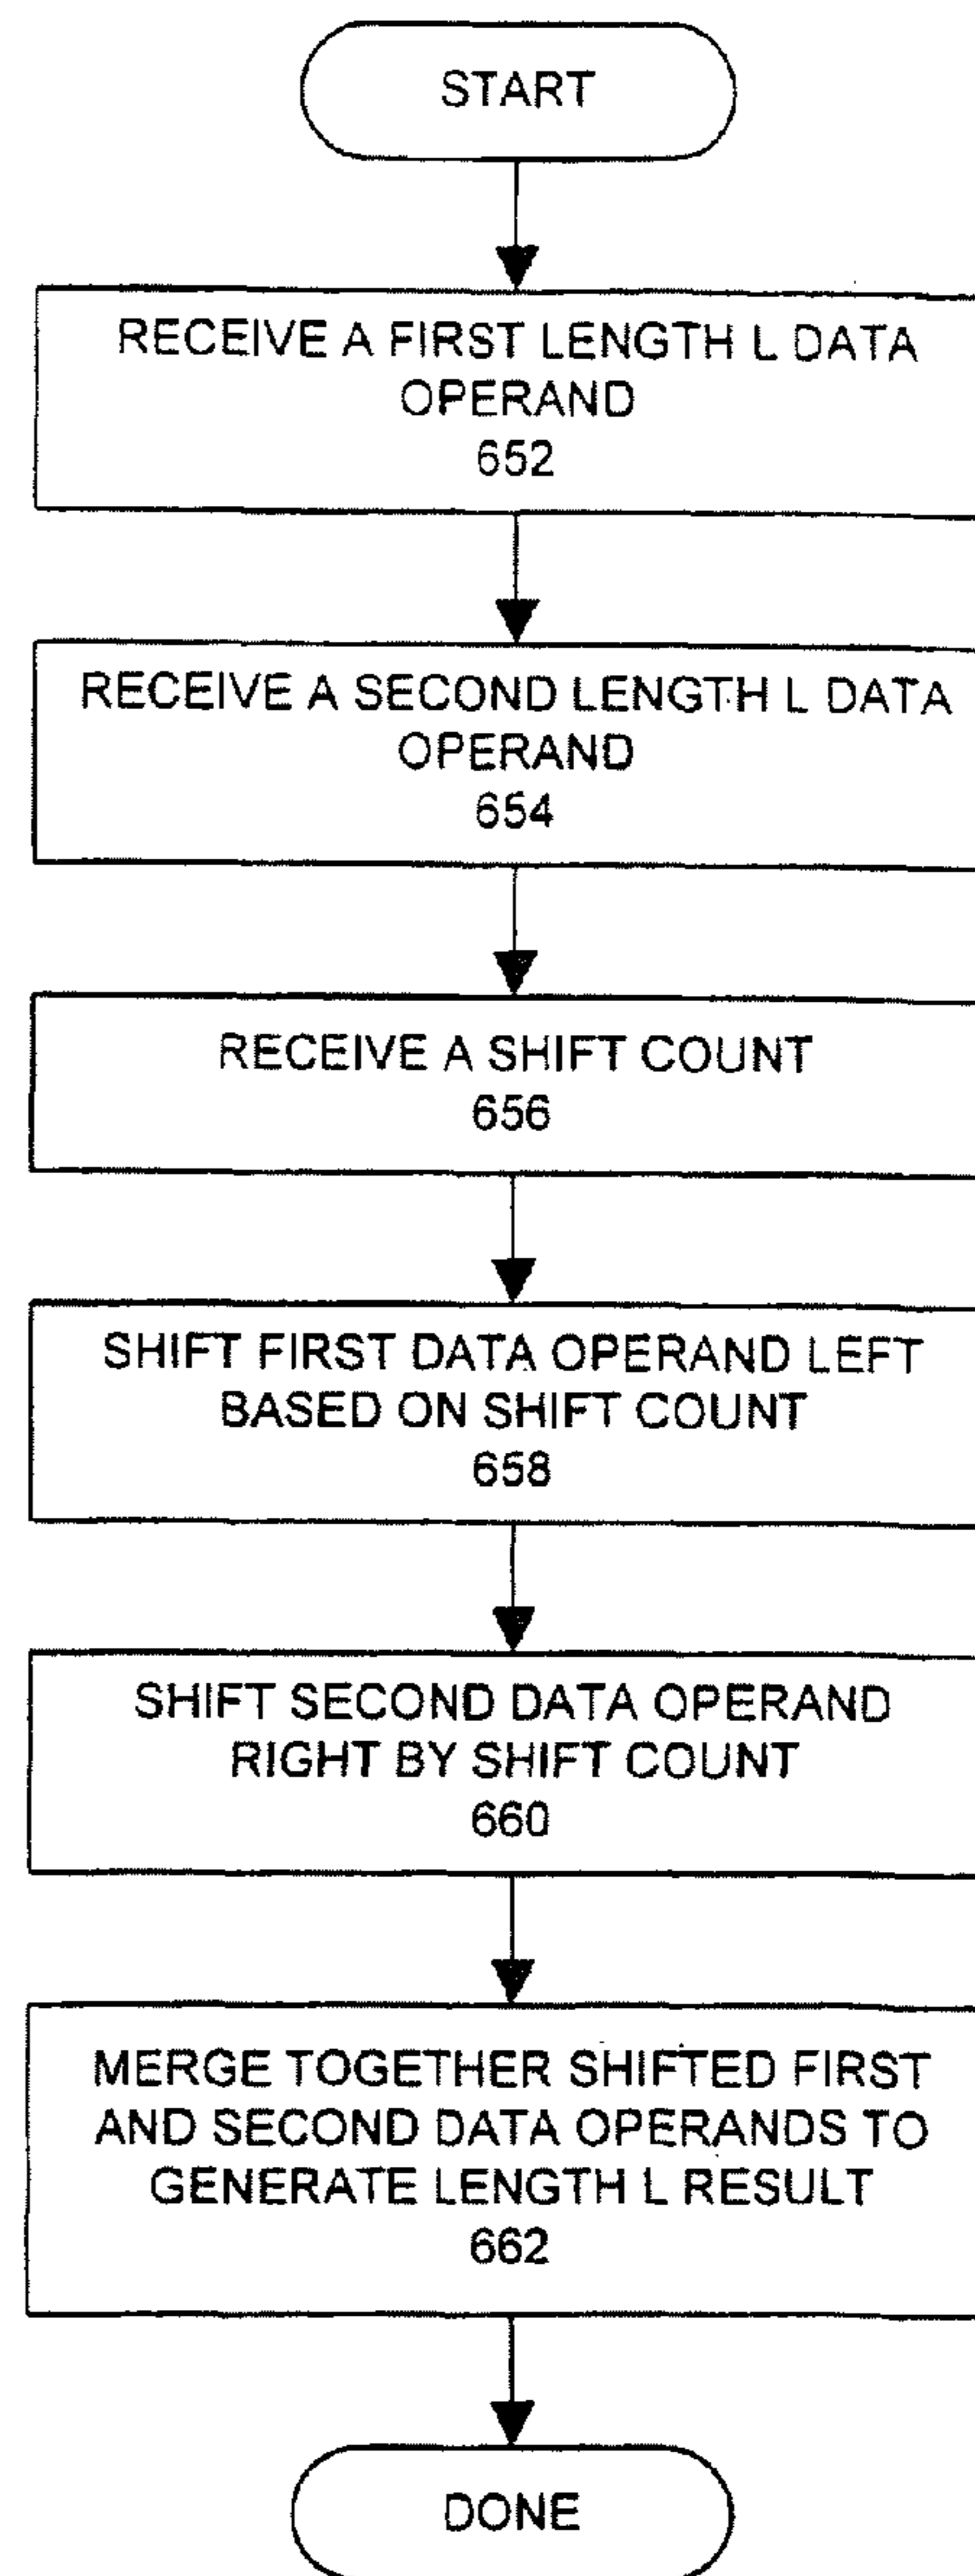 START
RECEIVE A FIRST LENGTH L DATA
OPERAND
652
RECEIVE A SECOND LENGTH L DATA
OPERAND
654
RECEIVE A SHIFT COUNT
656
SHIFT FIRST DATA OPERAND LEFT
BASED ON SHIFT COUNT
658
SHIFT SECOND DATA OPERAND
RIGHT BY SHIFT COUNT
660
MERGE TOGETHER SHIFTED FIRST
AND SECOND DATA OPERANDS TO
GENERATE LENGTH L RESULT
662
DONE